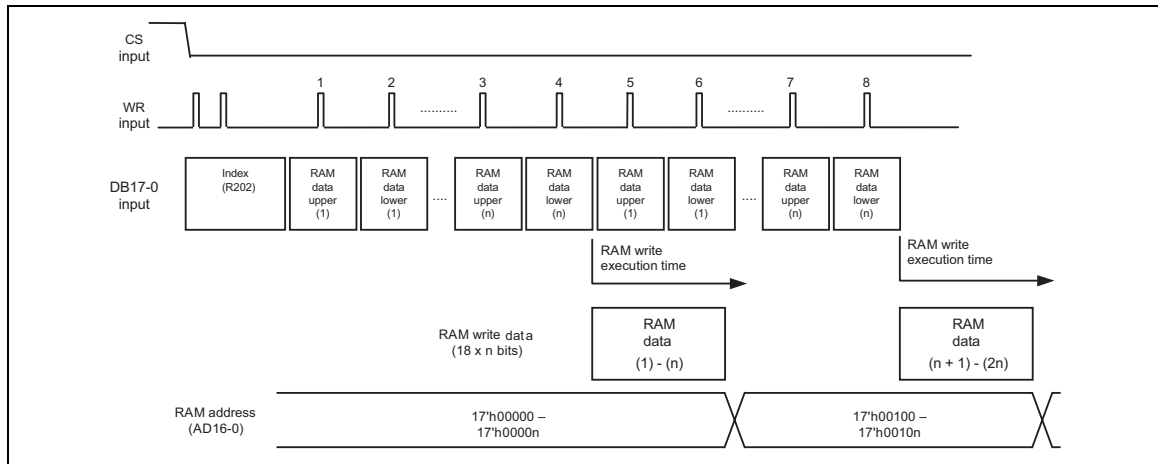 CS
input
1 2 3 4 5 6 7 8
WR
input
.......... ..........
DB17-0
input
Index
(R202)
RAM
data
upper
(1)
RAM
data
lower
(1)
....
RAM
data
upper
(n)
RAM
data
lower
(n)
RAM
data
upper
(1)
RAM
data
lower
(1)
....
RAM
data
upper
(n)
RAM
data
lower
(n)
RAM write
execution time
RAM write
execution time
RAM write data
(18 x n bits)
RAM
data
(1) - (n)
RAM
data
(n + 1) - (2n)
RAM address
(AD16-0)
17'h00000 –
17'h0000n
17'h00100 –
17'h0010n